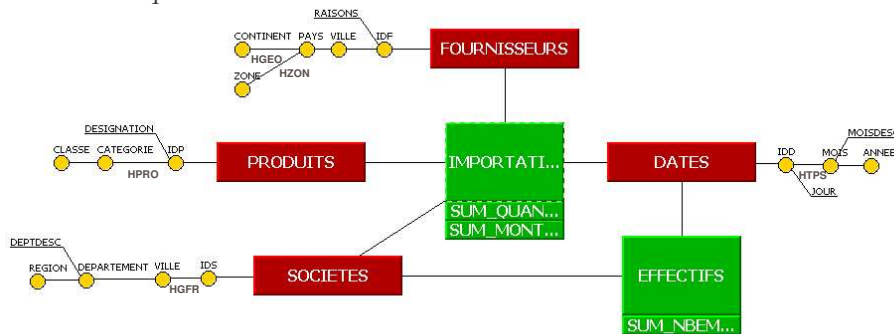 RAISONS
CONTINENT PAYS VILLE IDF
FOURNISSEURS
HGEO HZON
ZONE
DESIGNATION
MOISDESC
CLASSE CATEGORIE IDP
PRODUITS
IMPORTATI...
DATES
IDD MOIS ANNEE
HPRO
HTPS
JOUR
SUM_QUAN...
SUM_MONT...
DEPTDESC
REGION DEPARTEMENT VILLE IDS
SOCIETES
EFFECTIFS
HGFR
SUM_NBEM...